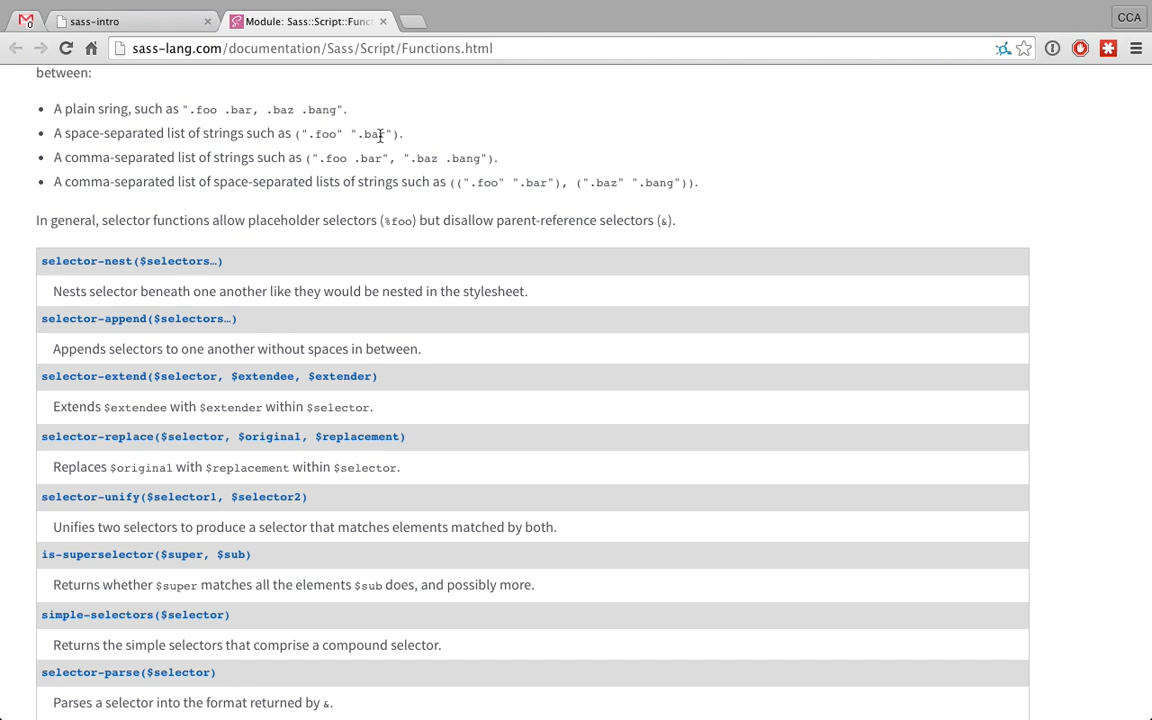 CCA
0
sass-intro
Module: Sass::Script::Func
sass-lang.com/documentation/Sass/Script/Functions.html
between:
• A plain sring, such as ".foo .bar, .baz .bang".
• A space-separated list of strings such as (".foo" ".bar").
• A comma-separated list of strings such as (".foo .bar", ".baz .bang").
• A comma-separated list of space-separated lists of strings such as ((".foo" ".bar"), (".baz" ".bang")).
In general, selector functions allow placeholder selectors (%foo) but disallow parent-reference selectors (&).
selector-nest($selectors…)
Nests selector beneath one another like they would be nested in the stylesheet.
selector-append($selectors…)
Appends selectors to one another without spaces in between.
selector-extend($selector, $extendee, $extender)
Extends $extendee with $extender within $selector.
selector-replace($selector, $original, $replacement)
Replaces $original with $replacement within $selector.
selector-unify($selector1, $selector2)
Unifies two selectors to produce a selector that matches elements matched by both.
is-superselector($super, $sub)
Returns whether $super matches all the elements $sub does, and possibly more.
simple-selectors($selector)
Returns the simple selectors that comprise a compound selector.
selector-parse($selector)
Parses a selector into the format returned by &.